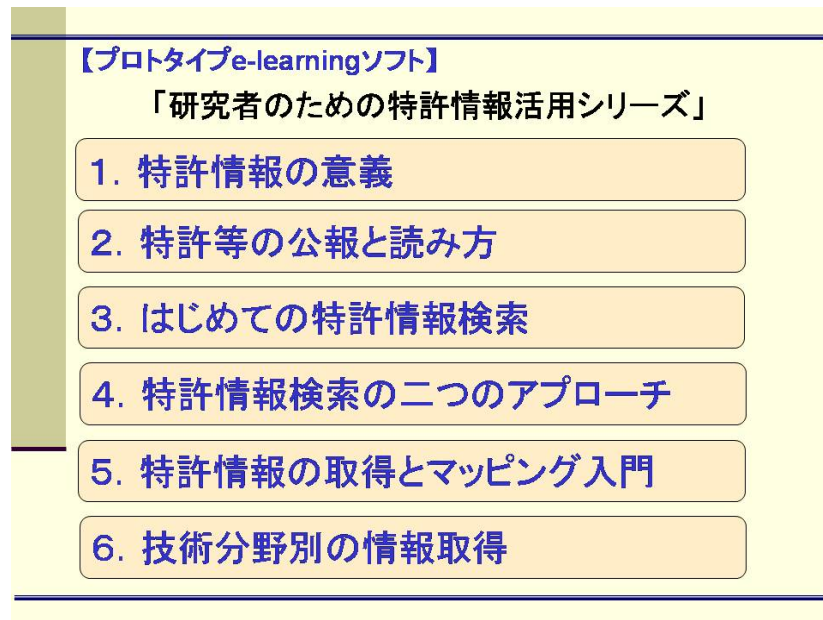 【プロトタイプe-learningソフト】
「研究者のための特許情報活用シリーズ」
１．特許情報の意義
２．特許等の公報と読み方
３．はじめての特許情報検索
４．特許情報検索の二つのアプローチ
５．特許情報の取得とマッピング入門
６．技術分野別の情報取得